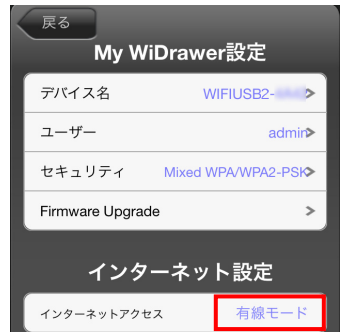 戻る
My WiDrawer設定
デバイス名 WIFIUSB2-
ユーザー admin
セキュリティ Mixed WPA/WPA2-PSK
Firmware Upgrade
インターネット設定
インターネットアクセス 有線モード